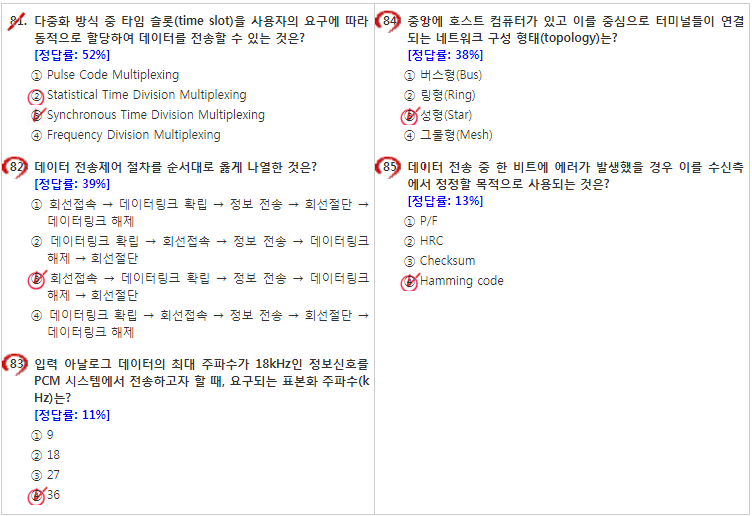 81. 다중화 방식 중 타임 슬롯(time slot)을 사용자의 요구에 따라
동적으로 할당하여 데이터를 전송할 수 있는 것은?
[정답률: 52%]
① Pulse Code Multiplexing
② Statistical Time Division Multiplexing
③ Synchronous Time Division Multiplexing
④ Frequency Division Multiplexing
82. 데이터 전송제어 절차를 순서대로 옳게 나열한 것은?
[정답률: 39%]
① 회선접속 → 데이터링크 확립 → 정보 전송 → 회선절단 →
데이터링크 해제
② 데이터링크 확립 → 회선접속 → 정보 전송 → 데이터링크
해제 → 회선절단
③ 회선접속 → 데이터링크 확립 → 정보 전송 → 데이터링크
해제 → 회선절단
④ 데이터링크 확립 → 회선접속 → 정보 전송 → 회선절단 →
데이터링크 해제
83. 입력 아날로그 데이터의 최대 주파수가 18kHz인 정보신호를
PCM 시스템에서 전송하고자 할 때, 요구되는 표본화 주파수(k
Hz)는?
[정답률: 11%]
① 9
② 18
③ 27
④ 36
84. 중앙에 호스트 컴퓨터가 있고 이를 중심으로 터미널들이 연결
되는 네트워크 구성 형태(topology)는?
[정답률: 38%]
① 버스형(Bus)
② 링형(Ring)
③ 성형(Star)
④ 그물형(Mesh)
85. 데이터 전송 중 한 비트에 에러가 발생했을 경우 이를 수신측
에서 정정할 목적으로 사용되는 것은?
[정답률: 13%]
① P/F
② HRC
③ Checksum
④ Hamming code